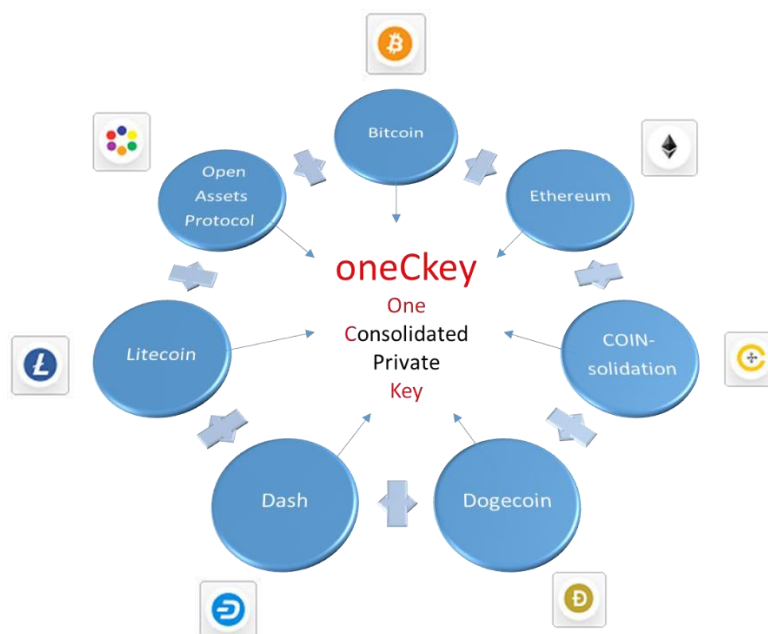 Bitcoin
Open
Assets
Protocol
Ethereum
oneCkey
One
Consolidated
Private
Key
Litecoin
COIN-
solidation
Dash
Dogecoin